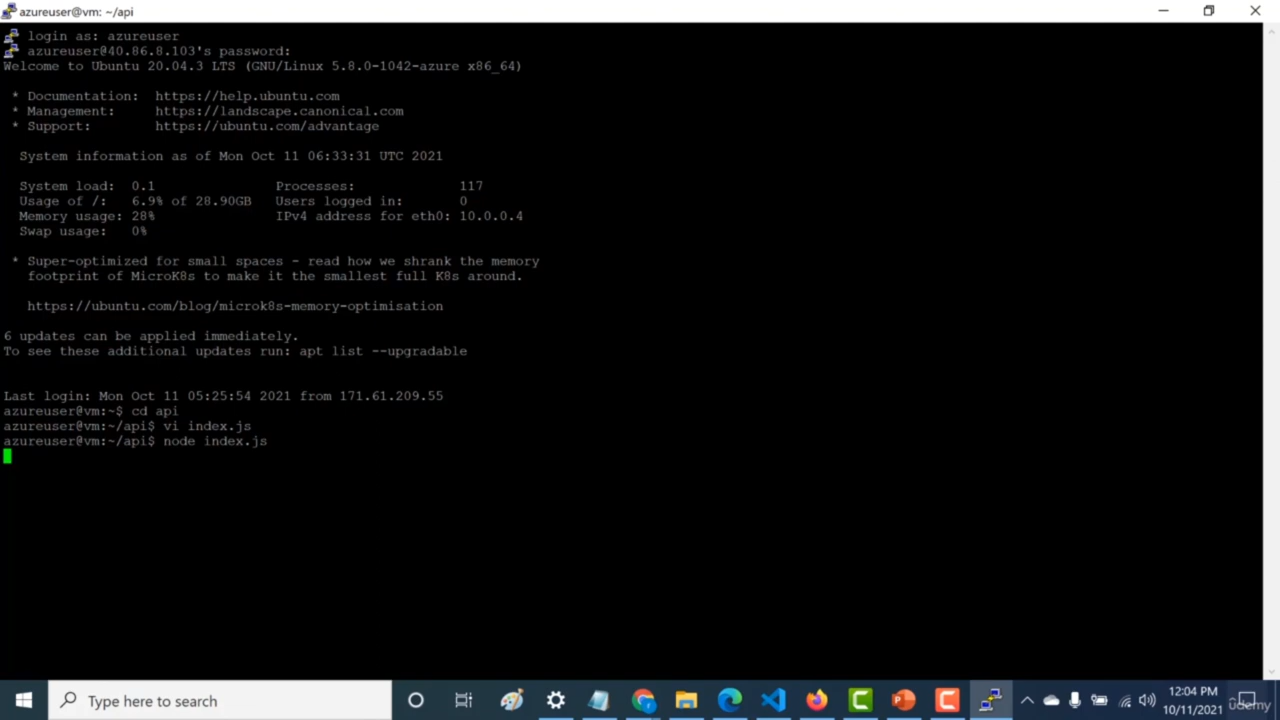 azureuser@vm: ~/api
login as: azureuser
azureuser@40.86.8.103's password:
Welcome to Ubuntu 20.04.3 LTS (GNU/Linux 5.8.0-1042-azure x86_64)
* Documentation:  https://help.ubuntu.com
* Management:     https://landscape.canonical.com
* Support:        https://ubuntu.com/advantage
System information as of Mon Oct 11 06:33:31 UTC 2021
System load:  0.1               Processes:             117
Usage of /:   6.9% of 28.90GB   Users logged in:       0
Memory usage: 28%               IPv4 address for eth0: 10.0.0.4
Swap usage:   0%
* Super-optimized for small spaces - read how we shrank the memory
footprint of MicroK8s to make it the smallest full K8s around.
https://ubuntu.com/blog/microk8s-memory-optimisation
6 updates can be applied immediately.
To see these additional updates run: apt list --upgradable
Last login: Mon Oct 11 05:25:54 2021 from 171.61.209.55
azureuser@vm:~$ cd api
azureuser@vm:~/api$ vi index.js
azureuser@vm:~/api$ node index.js
Type here to search
12:04 PM
10/11/2021
udemy